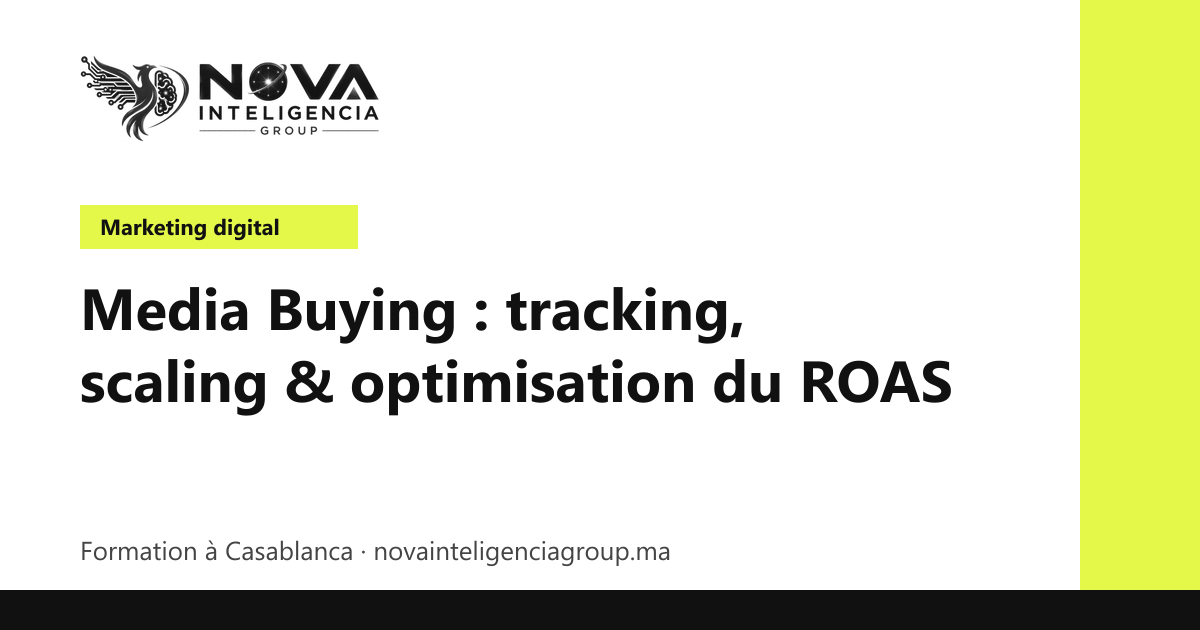 NOVA
INTELIGENCIA
GROUP
Marketing digital
Media Buying : tracking,
scaling & optimisation du ROAS
Formation à Casablanca · novainteligenciagroup.ma